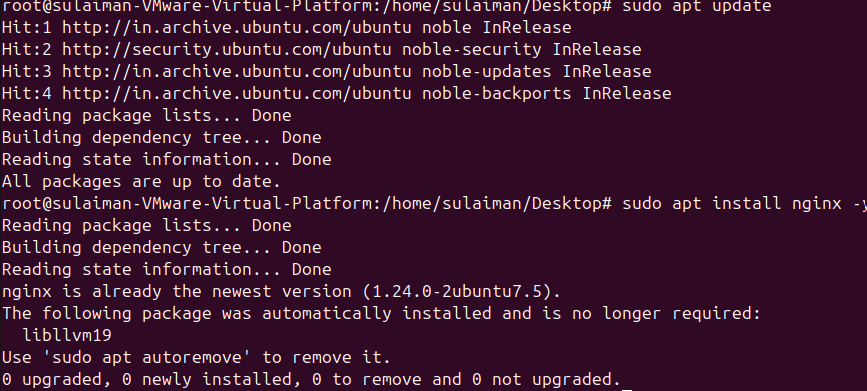 root@sulaiman-VMware-Virtual-Platform:/home/sulaiman/Desktop# sudo apt update
Hit:1 http://in.archive.ubuntu.com/ubuntu noble InRelease
Hit:2 http://security.ubuntu.com/ubuntu noble-security InRelease
Hit:3 http://in.archive.ubuntu.com/ubuntu noble-updates InRelease
Hit:4 http://in.archive.ubuntu.com/ubuntu noble-backports InRelease
Reading package lists... Done
Building dependency tree... Done
Reading state information... Done
All packages are up to date.
root@sulaiman-VMware-Virtual-Platform:/home/sulaiman/Desktop# sudo apt install nginx -y
Reading package lists... Done
Building dependency tree... Done
Reading state information... Done
nginx is already the newest version (1.24.0-2ubuntu7.5).
The following package was automatically installed and is no longer required:
  libllvm19
Use 'sudo apt autoremove' to remove it.
0 upgraded, 0 newly installed, 0 to remove and 0 not upgraded.